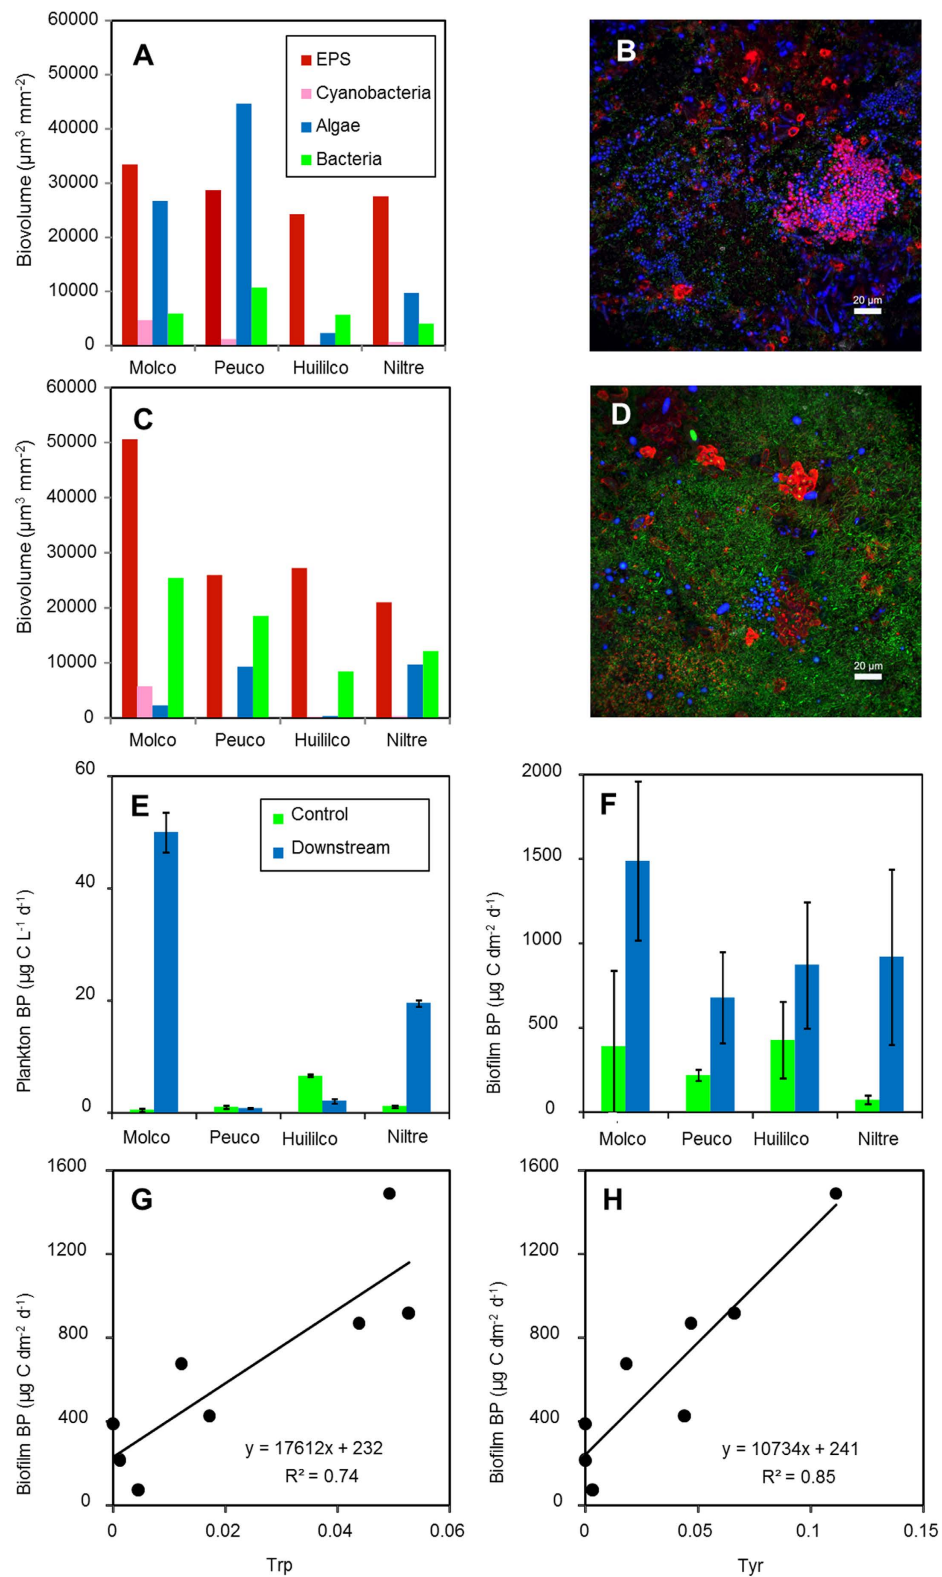 A
Biovolume (µm³ mm⁻²)
60000
50000
40000
30000
20000
10000
0
EPS
Cyanobacteria
Algae
Bacteria
Molco Peuco Huililco Niltre
B
20 µm
C
Biovolume (µm³ mm⁻²)
60000
50000
40000
30000
20000
10000
0
Molco Peuco Huililco Niltre
D
20 µm
E
Plankton BP (µg C L⁻¹ d⁻¹)
60
40
20
0
Control
Downstream
Molco Peuco Huililco Niltre
F
Biofilm BP (µg C dm⁻² d⁻¹)
2000
1500
1000
500
0
Molco Peuco Huililco Niltre
G
Biofilm BP (µg C dm⁻² d⁻¹)
1600
1200
800
400
0
y = 17612x + 232
R² = 0.74
0 0.02 0.04 0.06
Trp
H
Biofilm BP (µg C dm⁻² d⁻¹)
1600
1200
800
400
0
y = 10734x + 241
R² = 0.85
0 0.05 0.1 0.15
Tyr